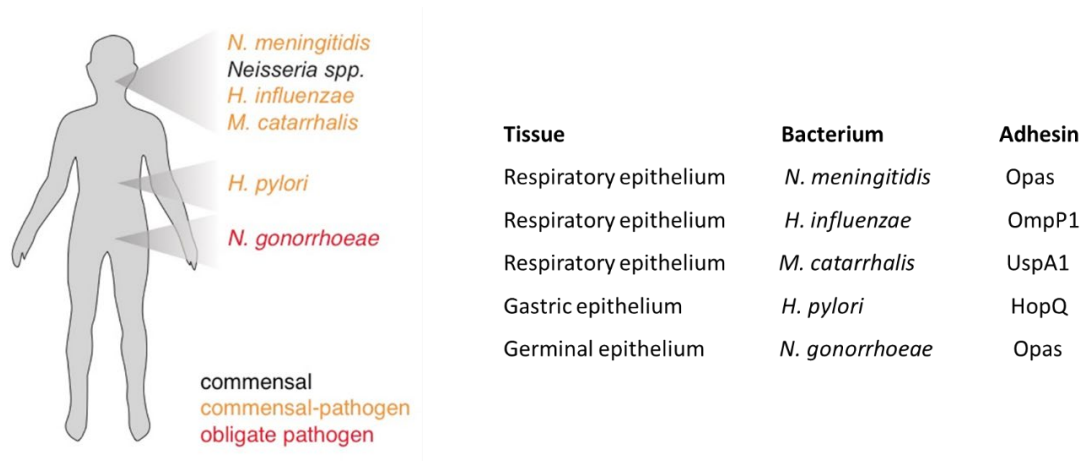 N. meningitidis
Neisseria spp.
H. influenzae
M. catarrhalis
H. pylori
N. gonorrhoeae
commensal
commensal-pathogen
obligate pathogen
Tissue Bacterium Adhesin
Respiratory epithelium N. meningitidis Opas
Respiratory epithelium H. influenzae OmpP1
Respiratory epithelium M. catarrhalis UspA1
Gastric epithelium H. pylori HopQ
Germinal epithelium N. gonorrhoeae Opas